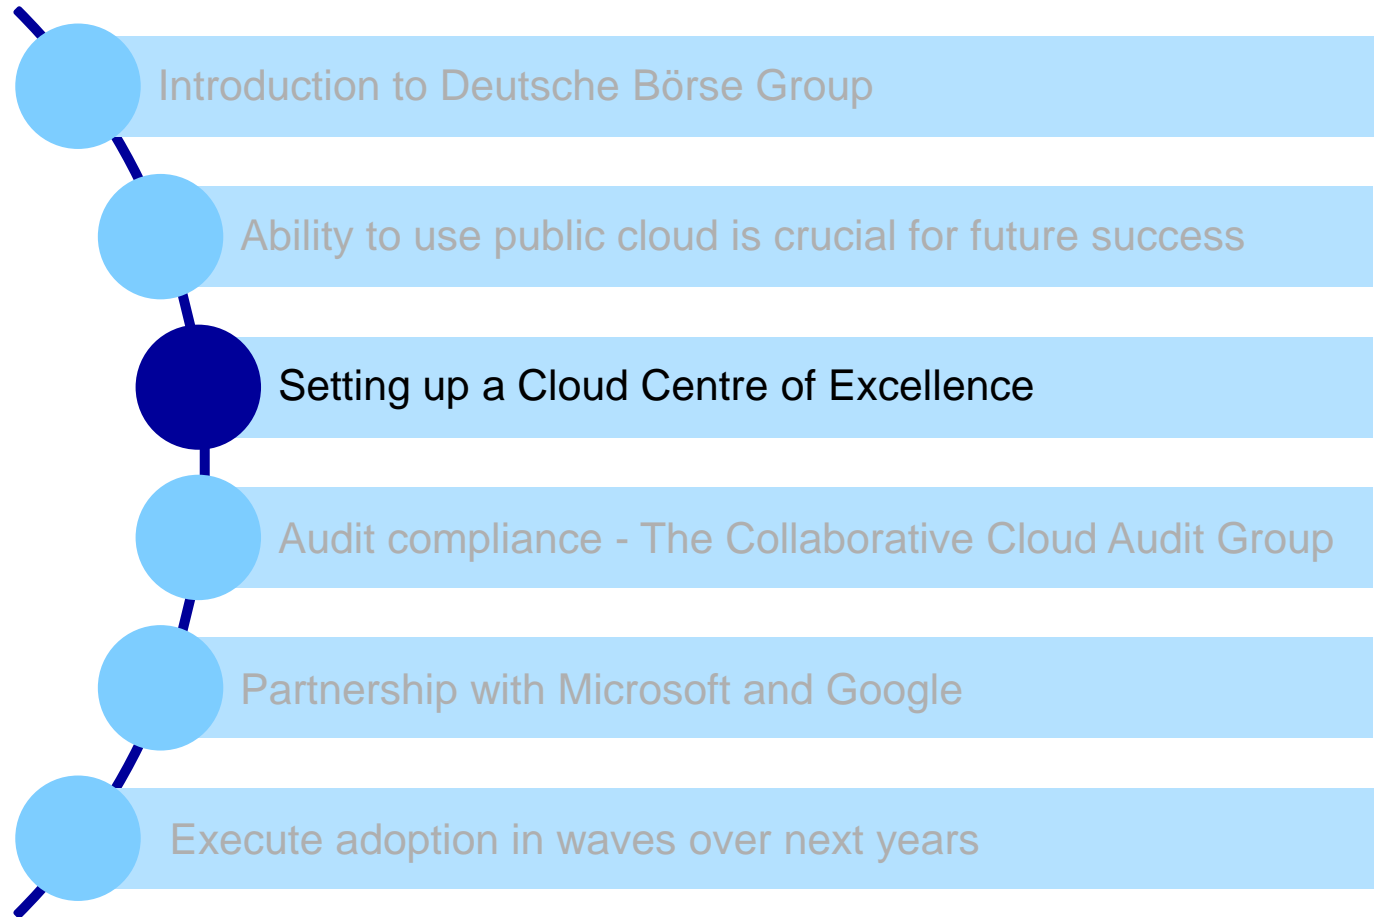 Introduction to Deutsche Börse Group
Ability to use public cloud is crucial for future success
Setting up a Cloud Centre of Excellence
Audit compliance - The Collaborative Cloud Audit Group
Partnership with Microsoft and Google
Execute adoption in waves over next years